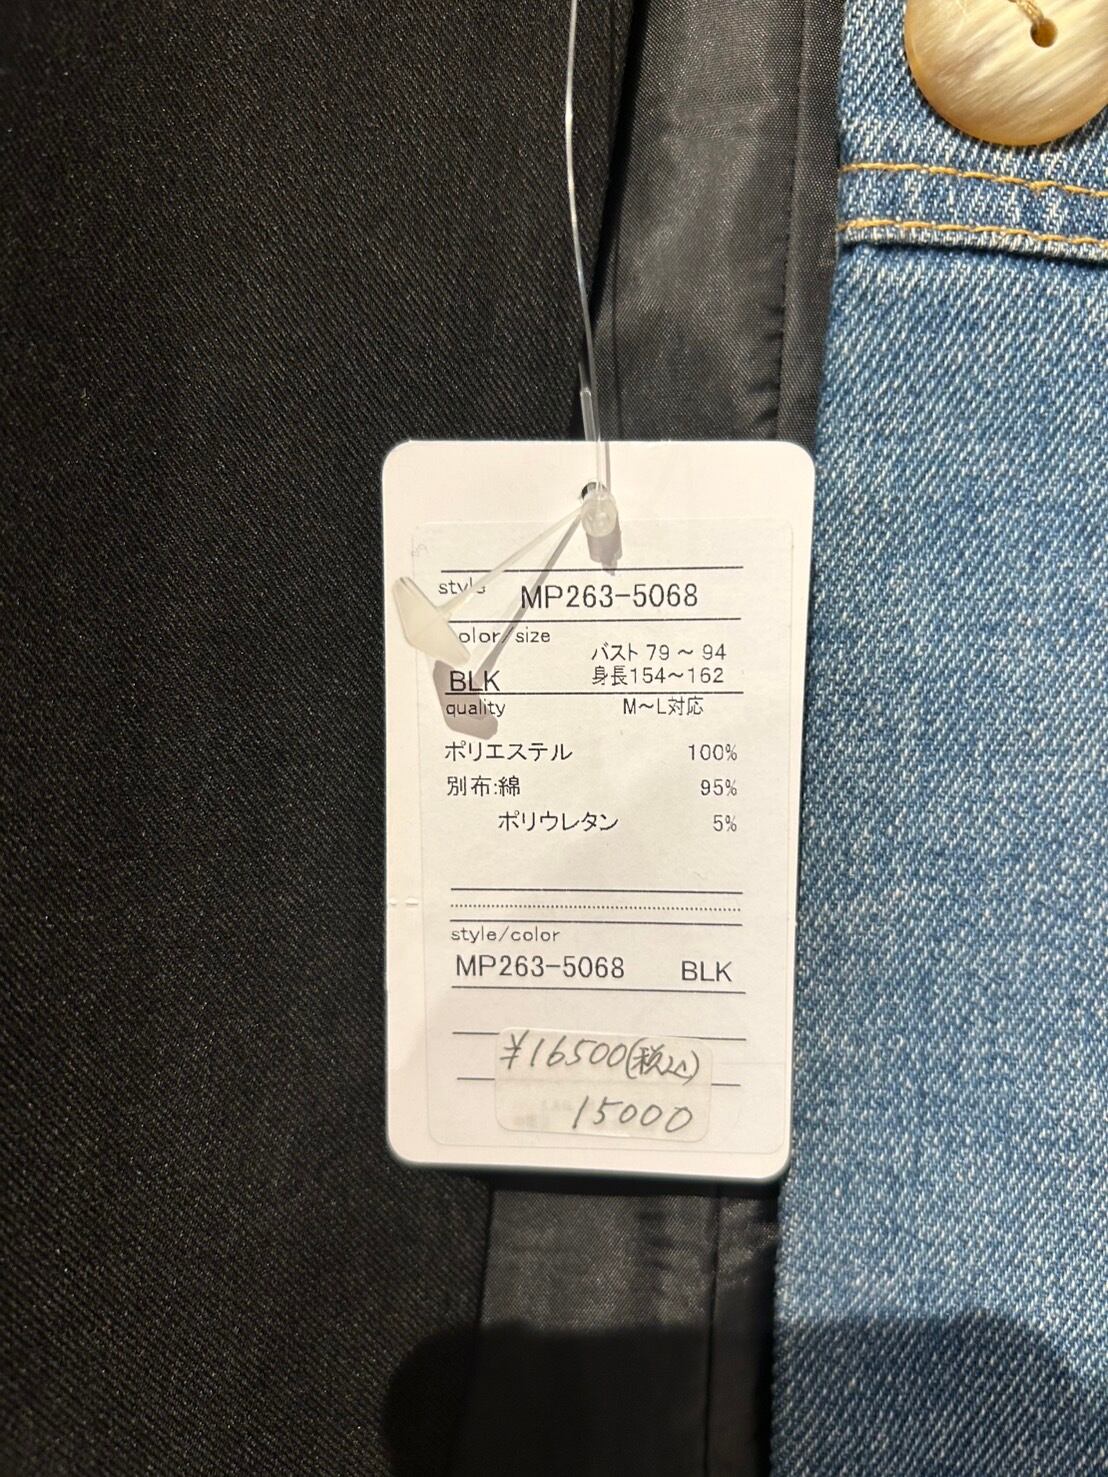 style MP263-5068
color/size
バスト 79 ～ 94
BLK 身長154～162
quality M～L対応
ポリエステル 100%
別布:綿 95%
ポリウレタン 5%
style/color
MP263-5068 BLK
¥16500(税込)
15000